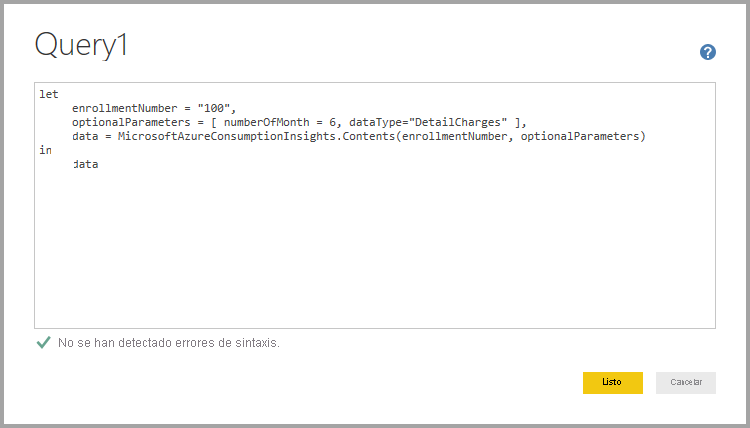 Query1
?
let
enrollmentNumber = "100",
optionalParameters = [ numberOfMonth = 6, dataType="DetailCharges" ],
data = MicrosoftAzureConsumptionInsights.Contents(enrollmentNumber, optionalParameters)
in
data
No se han detectado errores de sintaxis.
Listo
Cancelar